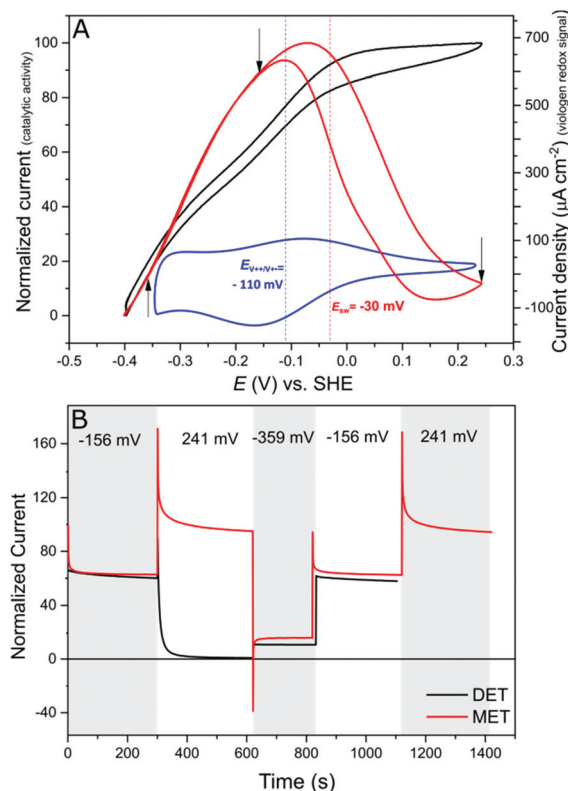 A
Normalized current (catalytic activity)
100
80
60
40
20
0
700
500
300
100
-100
Current density (µA cm⁻²) (viologen redox signal)
E_V++/V+•=
- 110 mV
E_sw= -30 mV
-0.5 -0.4 -0.3 -0.2 -0.1 0.0 0.1 0.2 0.3
E (V) vs. SHE
B
Normalized Current
160
120
80
40
0
-40
-156 mV 241 mV -359 mV -156 mV 241 mV
DET
MET
0 200 400 600 800 1000 1200 1400
Time (s)